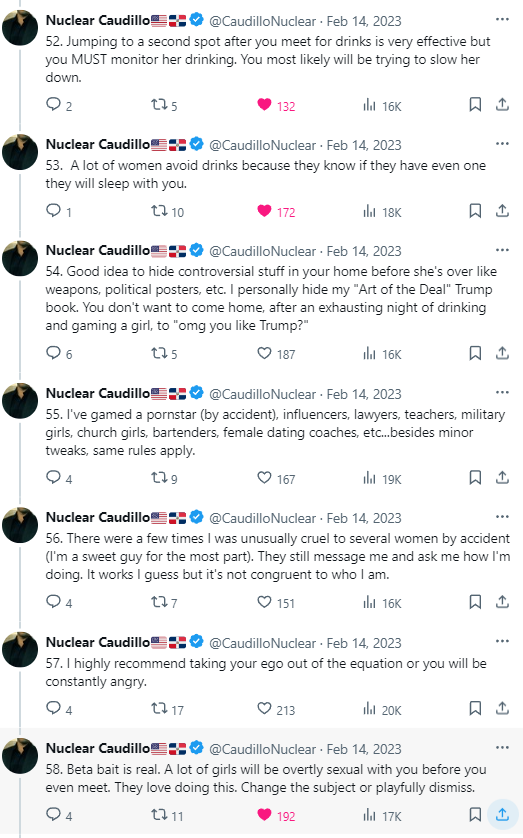 Nuclear Caudillo🇺🇸🇩🇴 @CaudilloNuclear · Feb 14, 2023 ···
52. Jumping to a second spot after you meet for drinks is very effective but
you MUST monitor her drinking. You most likely will be trying to slow her
down.
2 5 132 16K
Nuclear Caudillo🇺🇸🇩🇴 @CaudilloNuclear · Feb 14, 2023 ···
53.  A lot of women avoid drinks because they know if they have even one
they will sleep with you.
1 10 172 18K
Nuclear Caudillo🇺🇸🇩🇴 @CaudilloNuclear · Feb 14, 2023 ···
54. Good idea to hide controversial stuff in your home before she's over like
weapons, political posters, etc. I personally hide my "Art of the Deal" Trump
book. You don't want to come home, after an exhausting night of drinking
and gaming a girl, to "omg you like Trump?"
6 5 187 16K
Nuclear Caudillo🇺🇸🇩🇴 @CaudilloNuclear · Feb 14, 2023 ···
55. I've gamed a pornstar (by accident), influencers, lawyers, teachers, military
girls, church girls, bartenders, female dating coaches, etc...besides minor
tweaks, same rules apply.
4 9 167 19K
Nuclear Caudillo🇺🇸🇩🇴 @CaudilloNuclear · Feb 14, 2023 ···
56. There were a few times I was unusually cruel to several women by accident
(I'm a sweet guy for the most part). They still message me and ask me how I'm
doing. It works I guess but it's not congruent to who I am.
4 7 151 16K
Nuclear Caudillo🇺🇸🇩🇴 @CaudilloNuclear · Feb 14, 2023 ···
57. I highly recommend taking your ego out of the equation or you will be
constantly angry.
4 17 213 20K
Nuclear Caudillo🇺🇸🇩🇴 @CaudilloNuclear · Feb 14, 2023 ···
58. Beta bait is real. A lot of girls will be overtly sexual with you before you
even meet. They love doing this. Change the subject or playfully dismiss.
4 11 192 17K